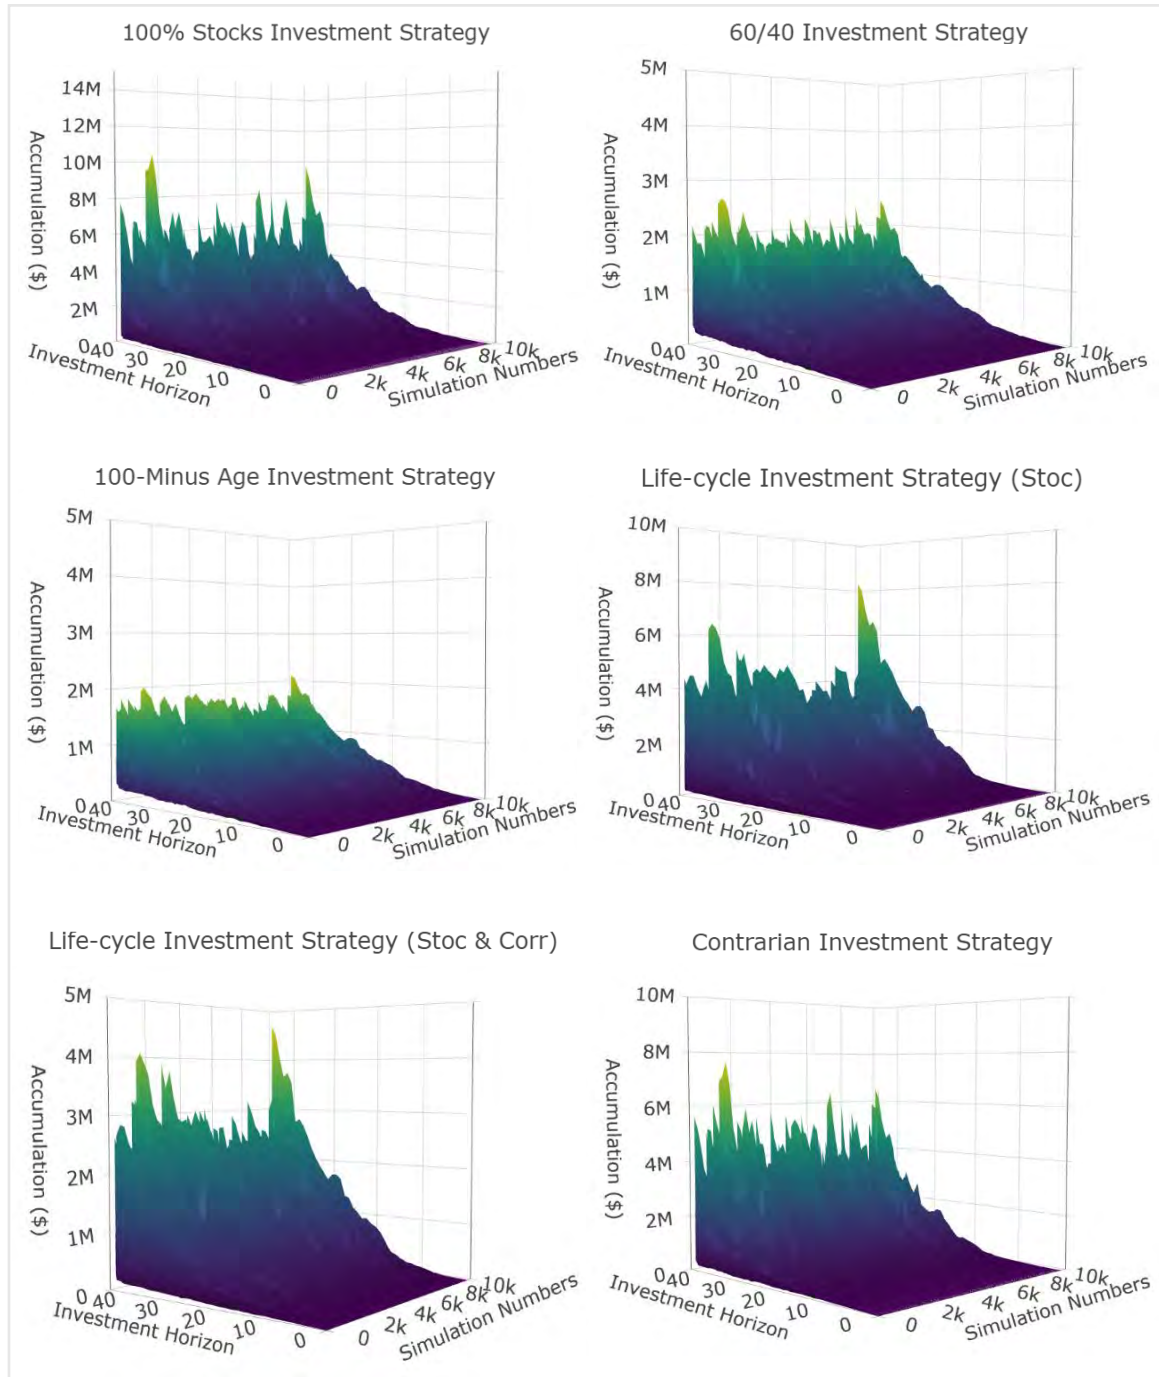 100% Stocks Investment Strategy
14M
12M
10M
8M
6M
4M
2M
0
Accumulation ($)
40
30
20
10
0
Investment Horizon
0
2k
4k
6k
8k
10k
Simulation Numbers
60/40 Investment Strategy
5M
4M
3M
2M
1M
0
Accumulation ($)
40
30
20
10
0
Investment Horizon
0
2k
4k
6k
8k
10k
Simulation Numbers
100-Minus Age Investment Strategy
5M
4M
3M
2M
1M
0
Accumulation ($)
40
30
20
10
0
Investment Horizon
0
2k
4k
6k
8k
10k
Simulation Numbers
Life-cycle Investment Strategy (Stoc)
10M
8M
6M
4M
2M
0
Accumulation ($)
40
30
20
10
0
Investment Horizon
0
2k
4k
6k
8k
10k
Simulation Numbers
Life-cycle Investment Strategy (Stoc & Corr)
5M
4M
3M
2M
1M
0
Accumulation ($)
40
30
20
10
0
Investment Horizon
0
2k
4k
6k
8k
10k
Simulation Numbers
Contrarian Investment Strategy
10M
8M
6M
4M
2M
0
Accumulation ($)
40
30
20
10
0
Investment Horizon
0
2k
4k
6k
8k
10k
Simulation Numbers